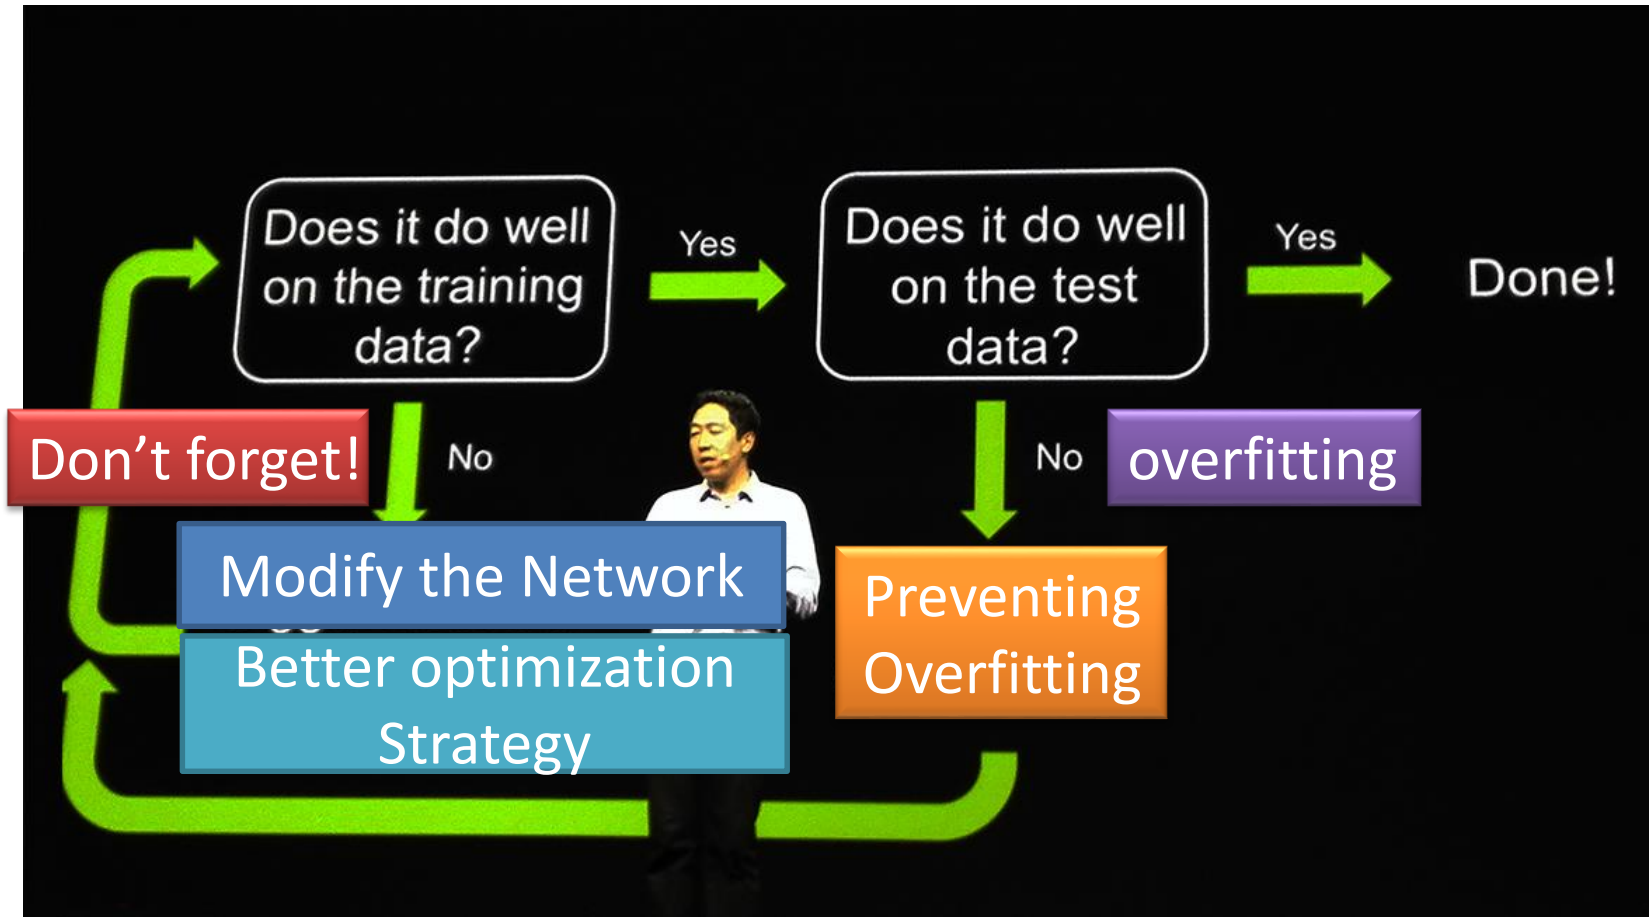 Does it do well
on the training
data?
Yes
Does it do well
on the test
data?
Yes
Done!
Don’t forget!
No
No
overfitting
Modify the Network
Better optimization
Strategy
Preventing
Overfitting